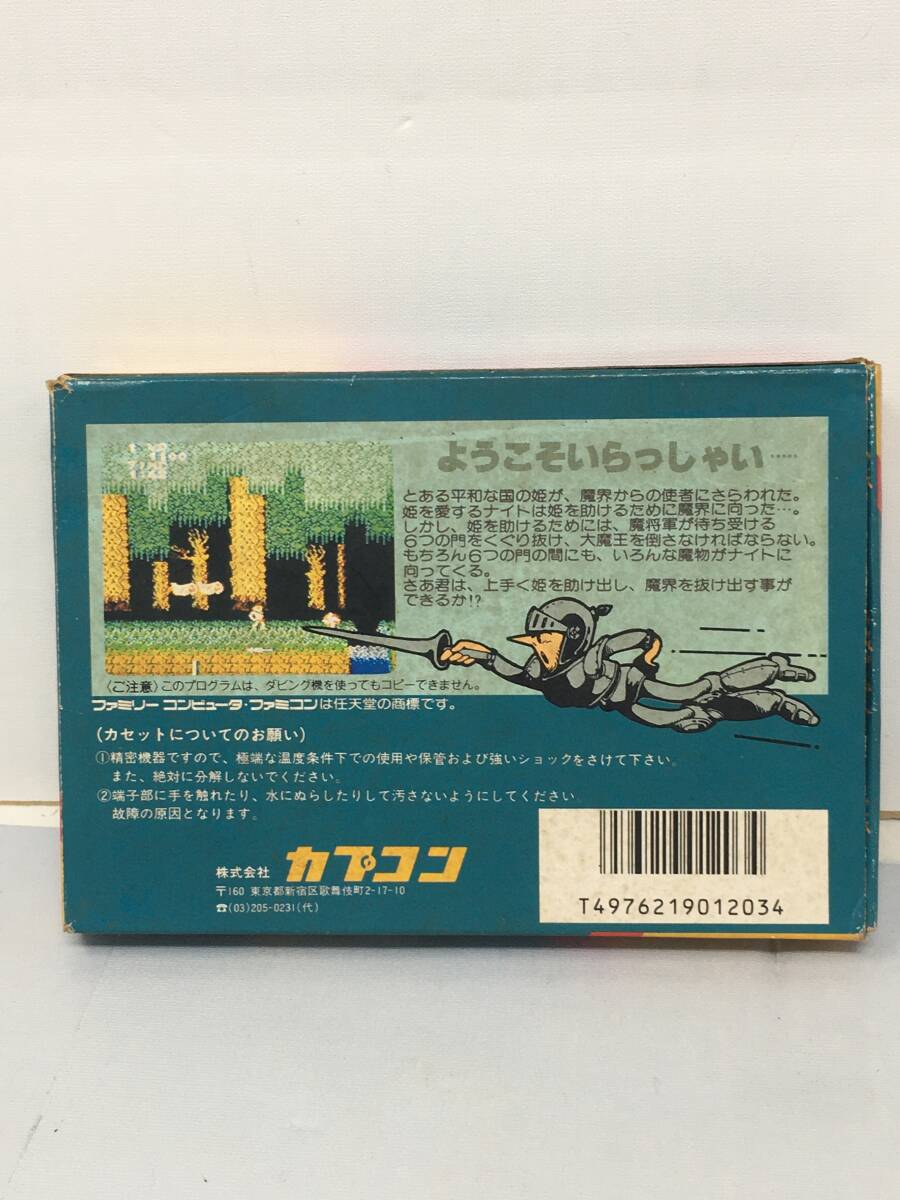 ようこそいらっしゃい……
とある平和な国の姫が、魔界からの使者にさらわれた。
姫を愛するナイトは姫を助けるために魔界に向った…。
しかし、姫を助けるためには、魔将軍が待ち受ける
6つの門をくぐり抜け、大魔王を倒さなければならない。
もちろん6つの門の間にも、いろんな魔物がナイトに
向ってくる。
さあ君は、上手く姫を助け出し、魔界を抜け出す事が
できるか!?
〈ご注意〉このプログラムは、ダビング機を使ってもコピーできません。
ファミリーコンピュータ・ファミコンは任天堂の商標です。
(カセットについてのお願い)
①精密機器ですので、極端な温度条件下での使用や保管および強いショックをさけて下さい。
また、絶対に分解しないでください。
②端子部に手を触れたり、水にぬらしたりして汚さないようにしてください
故障の原因となります。
株式会社 カプコン
〒160 東京都新宿区歌舞伎町2-17-10
☎(03)205-0231(代)
T4976219012034